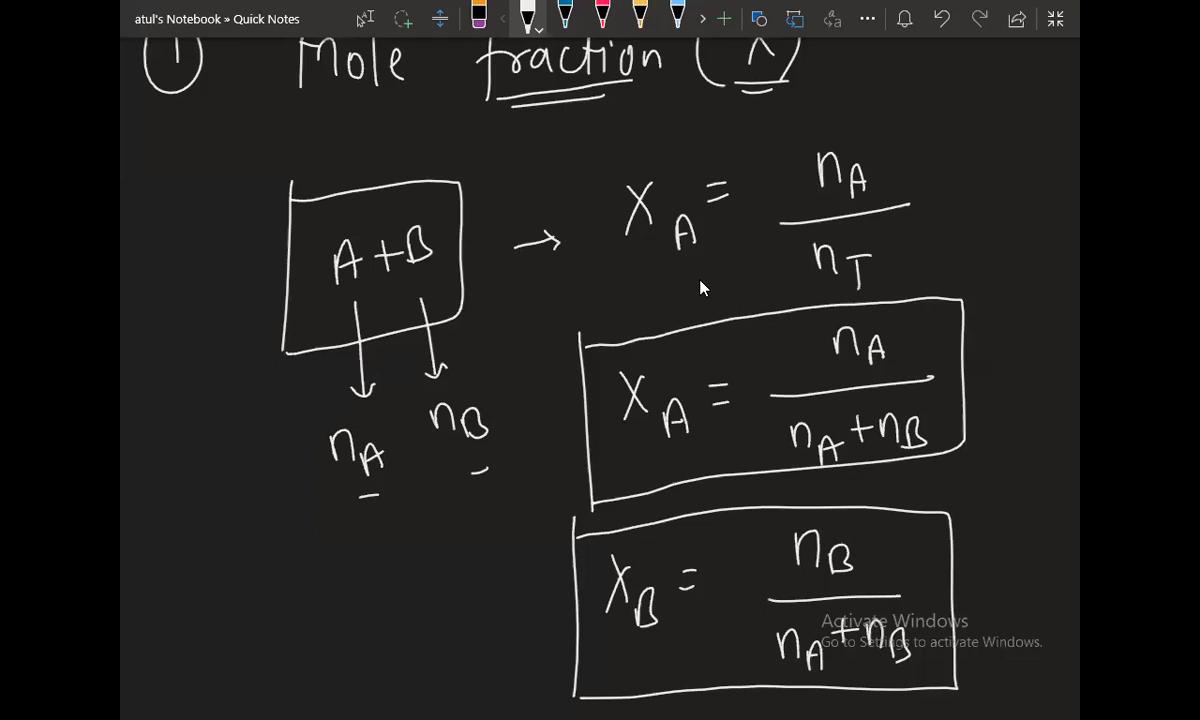 atul's Notebook » Quick Notes
① Mole fraction (X)
A + B → X_A = n_A / n_T
n_A n_B
X_A = n_A / n_A + n_B
X_B = n_B / n_A + n_B
Activate Windows
Go to Settings to activate Windows.